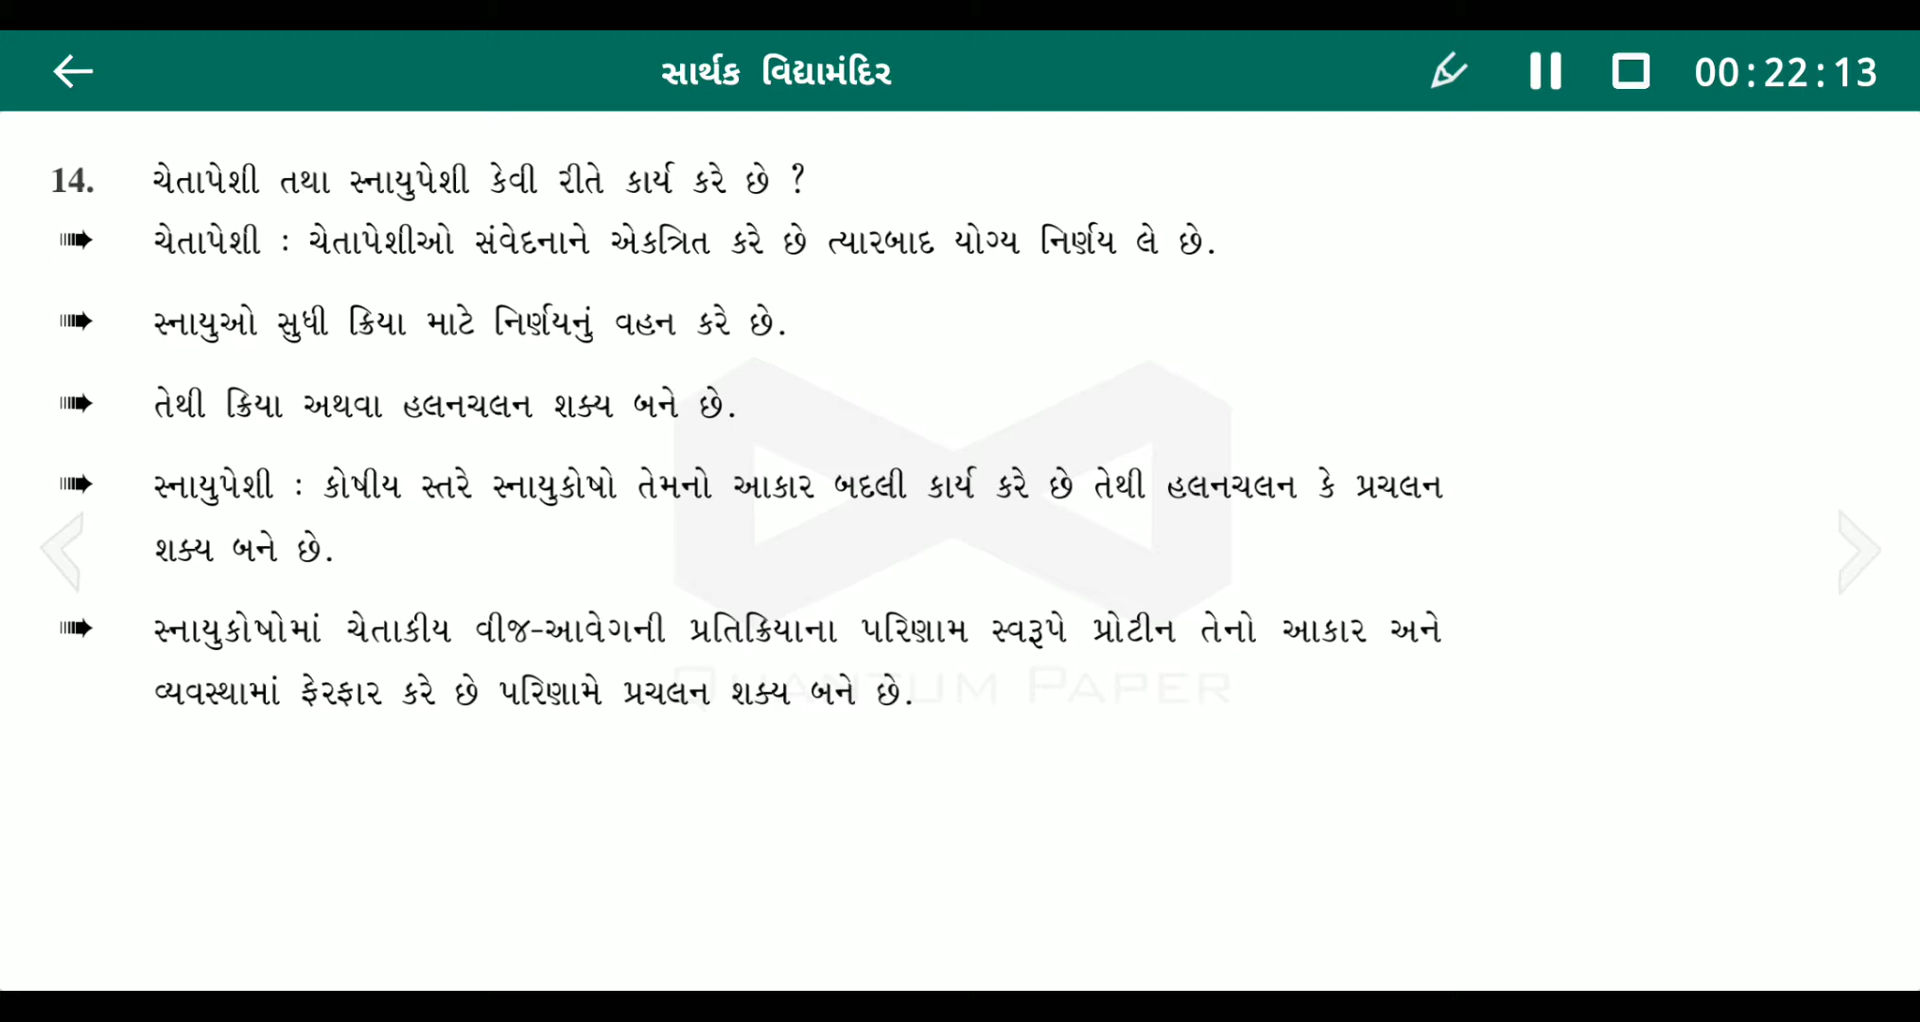 સાર્થક વિદ્યામંદિર 00:22:13
14. ચેતાપેશી તથા સ્નાયુપેશી કેવી રીતે કાર્ય કરે છે ?
➠ ચેતાપેશી : ચેતાપેશીઓ સંવેદનાને એકત્રિત કરે છે ત્યારબાદ યોગ્ય નિર્ણય લે છે.
➠ સ્નાયુઓ સુધી ક્રિયા માટે નિર્ણયનું વહન કરે છે.
➠ તેથી ક્રિયા અથવા હલનચલન શક્ય બને છે.
➠ સ્નાયુપેશી : કોષીય સ્તરે સ્નાયુકોષો તેમનો આકાર બદલી કાર્ય કરે છે તેથી હલનચલન કે પ્રચલન
શક્ય બને છે.
➠ સ્નાયુકોષોમાં ચેતાકીય વીજ-આવેગની પ્રતિક્રિયાના પરિણામ સ્વરૂપે પ્રોટીન તેનો આકાર અને
વ્યવસ્થામાં ફેરફાર કરે છે પરિણામે પ્રચલન શક્ય બને છે.
QUANTUM PAPER